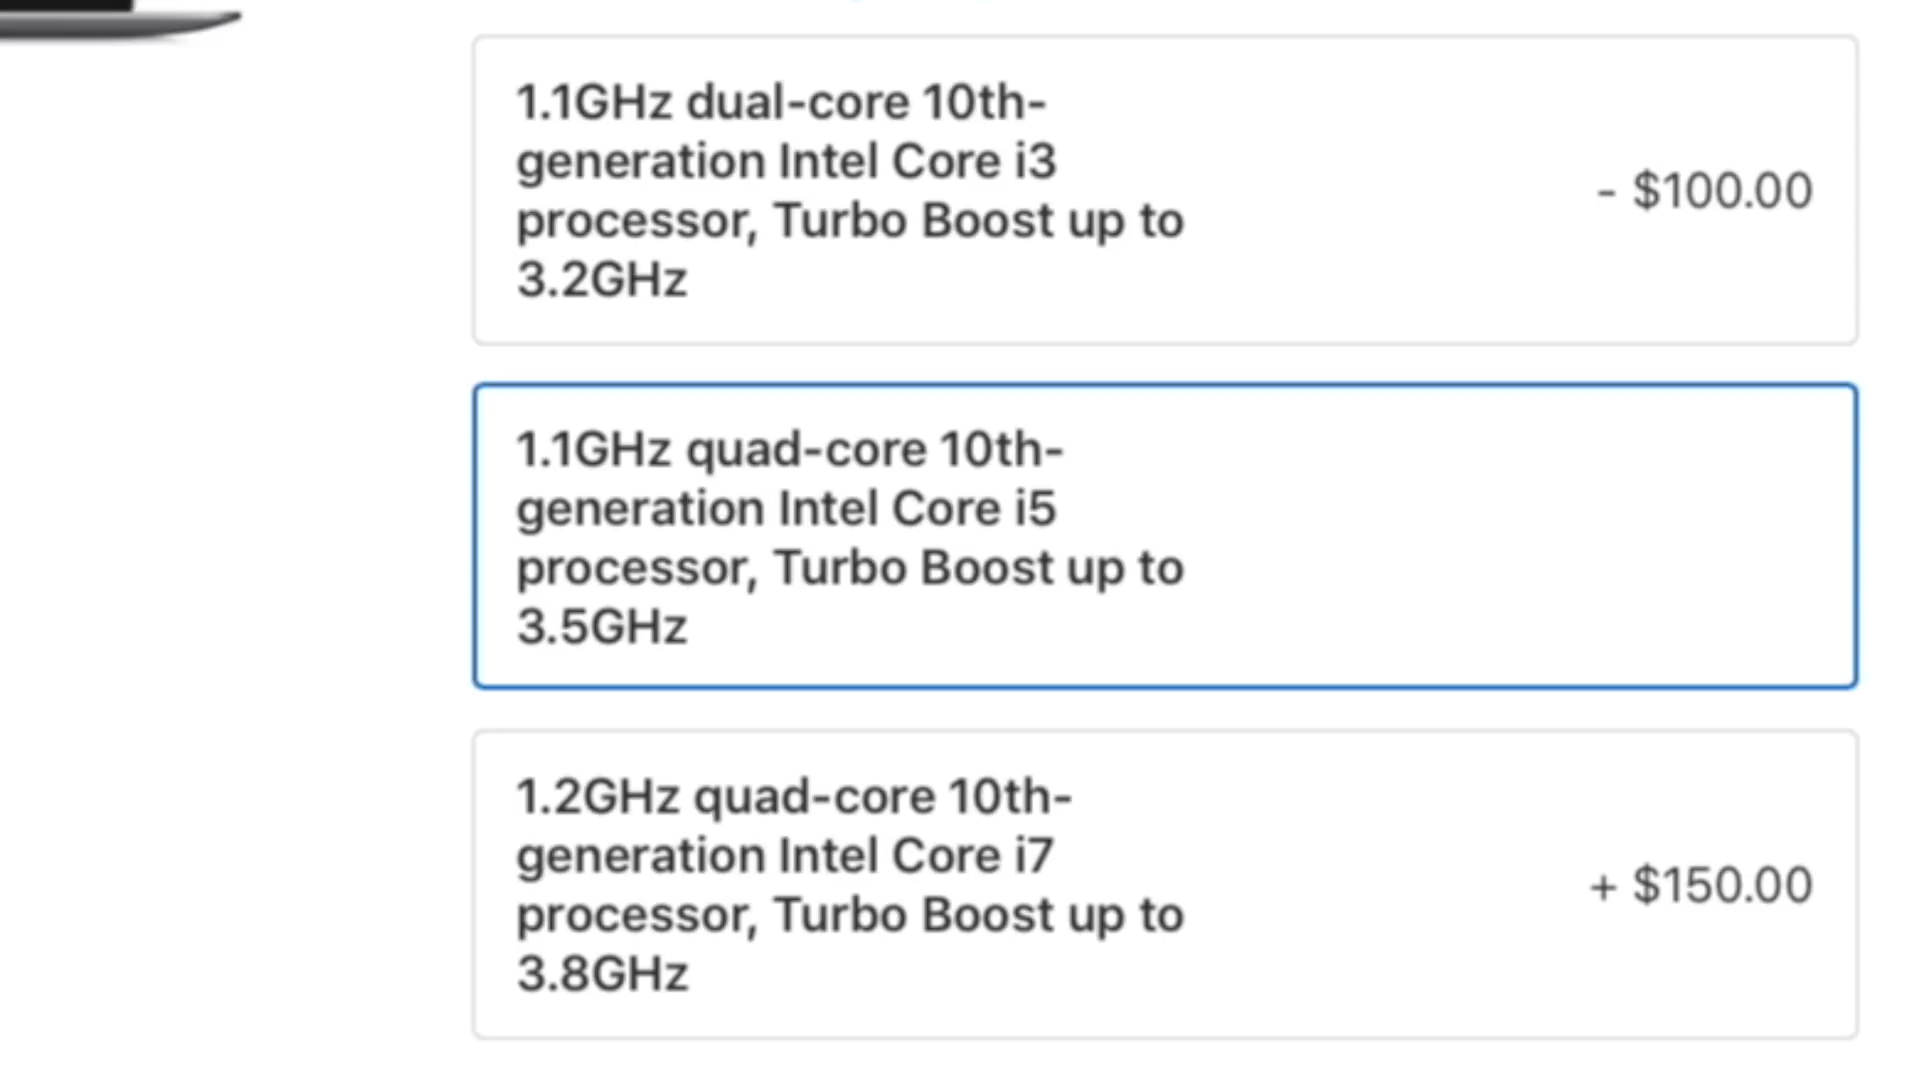 1.1GHz dual-core 10th-
generation Intel Core i3
processor, Turbo Boost up to
3.2GHz
- $100.00
1.1GHz quad-core 10th-
generation Intel Core i5
processor, Turbo Boost up to
3.5GHz
1.2GHz quad-core 10th-
generation Intel Core i7
processor, Turbo Boost up to
3.8GHz
+ $150.00